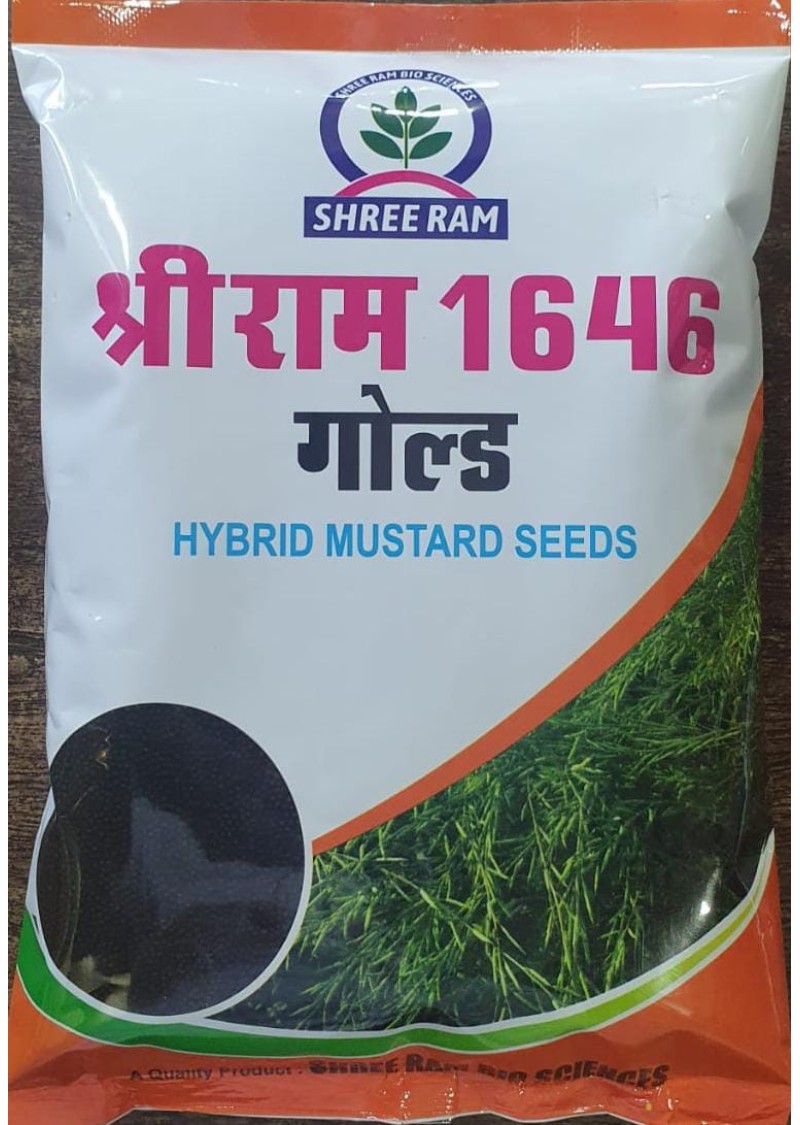 SHREE RAM BIO SCIENCES
SHREE RAM
श्रीराम 1646
गोल्ड
HYBRID MUSTARD SEEDS
A Quality Product : SHREE RAM BIO SCIENCES